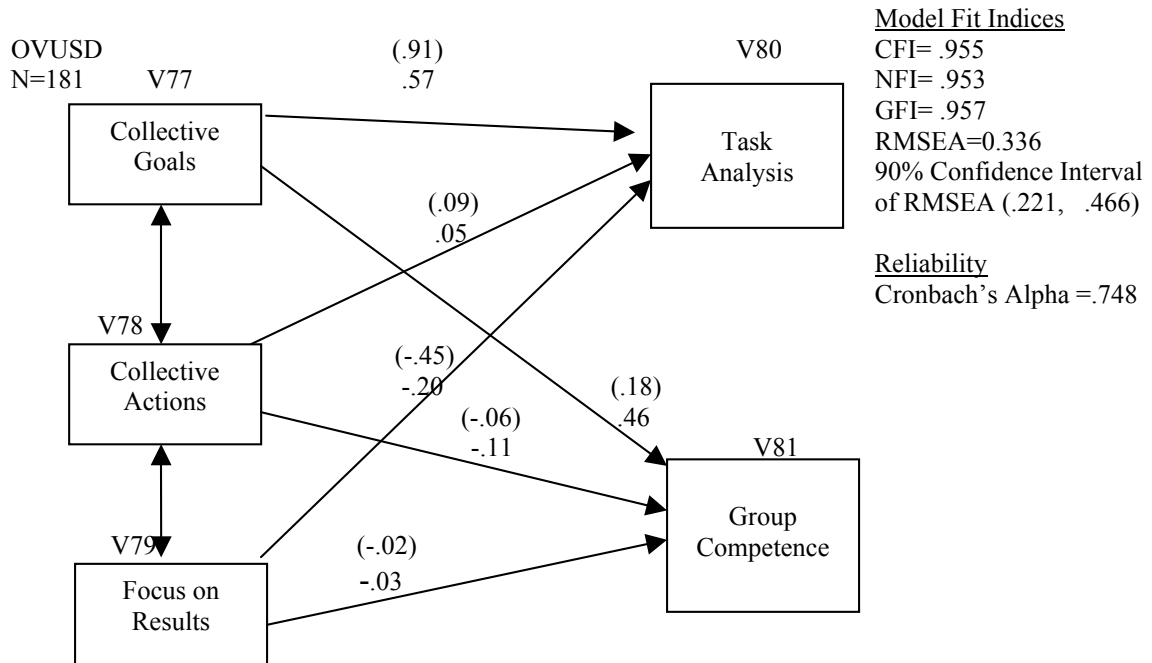 OVUSD
N=181
V77
(.91)
.57
V80
Collective
Goals
Task
Analysis
(.09)
.05
V78
Collective
Actions
(-.45)
-.20
(-.06)
-.11
(.18)
.46
V81
Group
Competence
V79
Focus on
Results
(-.02)
-.03
Model Fit Indices
CFI= .955
NFI= .953
GFI= .957
RMSEA=0.336
90% Confidence Interval
of RMSEA (.221, .466)
Reliability
Cronbach’s Alpha =.748